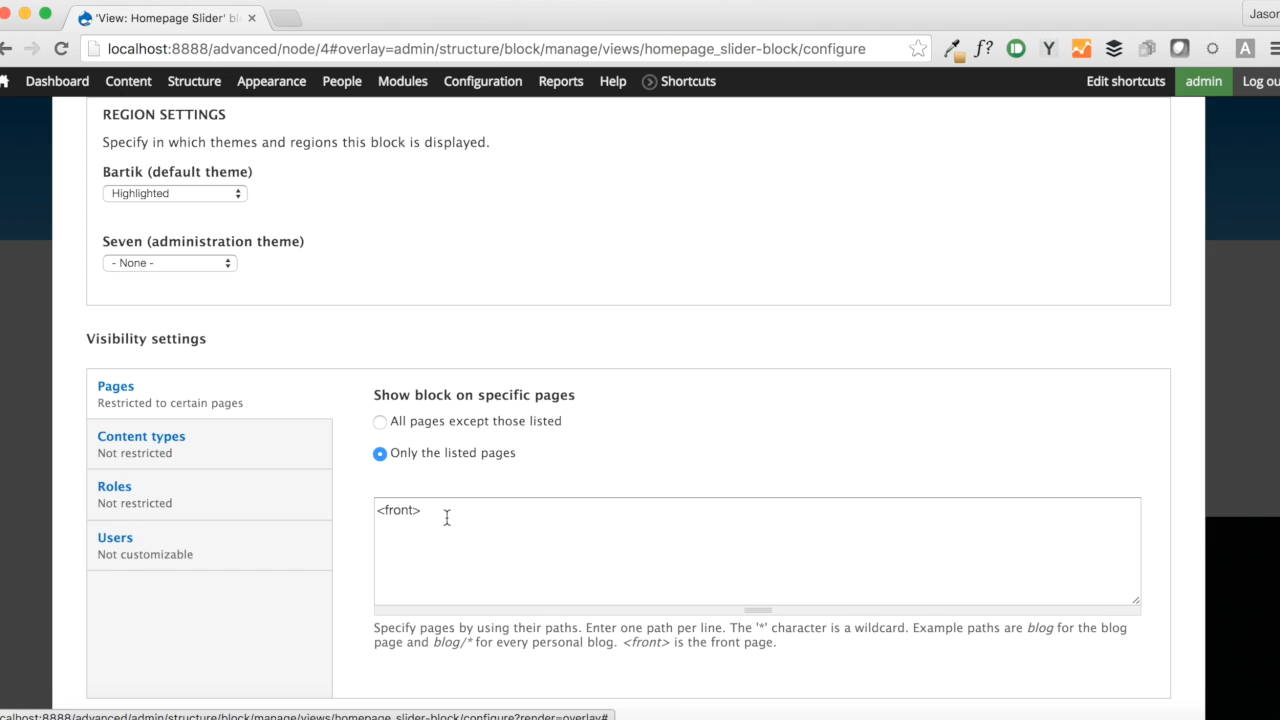 'View: Homepage Slider' bl
Jason
localhost:8888/advanced/node/4#overlay=admin/structure/block/manage/views/homepage_slider-block/configure
f?
Y
A
Dashboard Content Structure Appearance People Modules Configuration Reports Help Shortcuts Edit shortcuts admin Log ou
REGION SETTINGS
Specify in which themes and regions this block is displayed.
Bartik (default theme)
Highlighted
Seven (administration theme)
- None -
Visibility settings
Pages
Restricted to certain pages
Content types
Not restricted
Roles
Not restricted
Users
Not customizable
Show block on specific pages
All pages except those listed
Only the listed pages
<front>
Specify pages by using their paths. Enter one path per line. The '*' character is a wildcard. Example paths are blog for the blog
page and blog/* for every personal blog. <front> is the front page.
calhost:8888/advanced/admin/structure/block/manage/views/homepage_slider-block/configure?render=overlay#